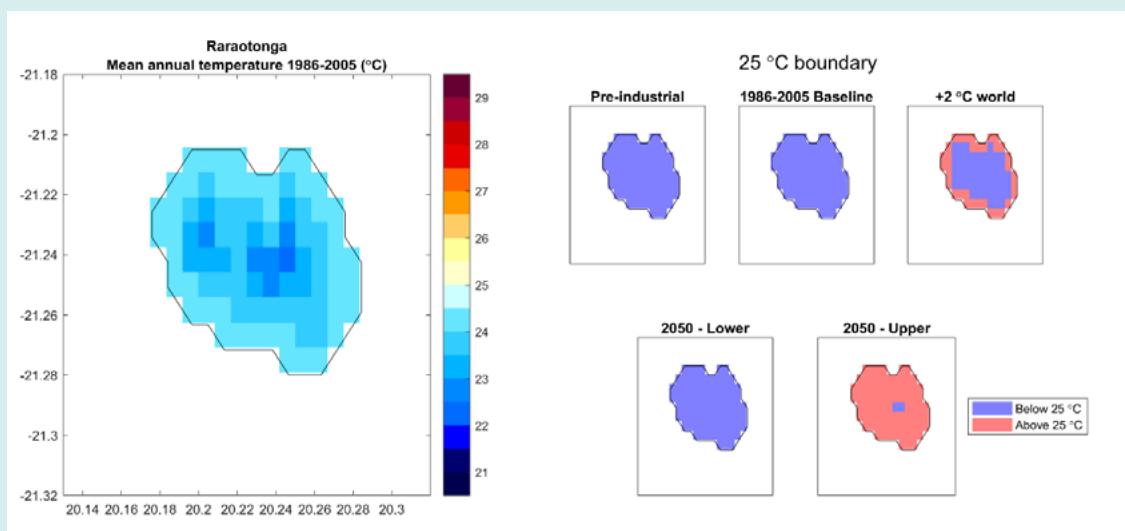 Raraotonga
Mean annual temperature 1986-2005 (°C)
-21.18
-21.2
-21.22
-21.24
-21.26
-21.28
-21.3
-21.32
20.14 20.16 20.18 20.2 20.22 20.24 20.26 20.28 20.3
29
28
27
26
25
24
23
22
21
25 °C boundary
Pre-industrial
1986-2005 Baseline
+2 °C world
2050 - Lower
2050 - Upper
Below 25 °C
Above 25 °C